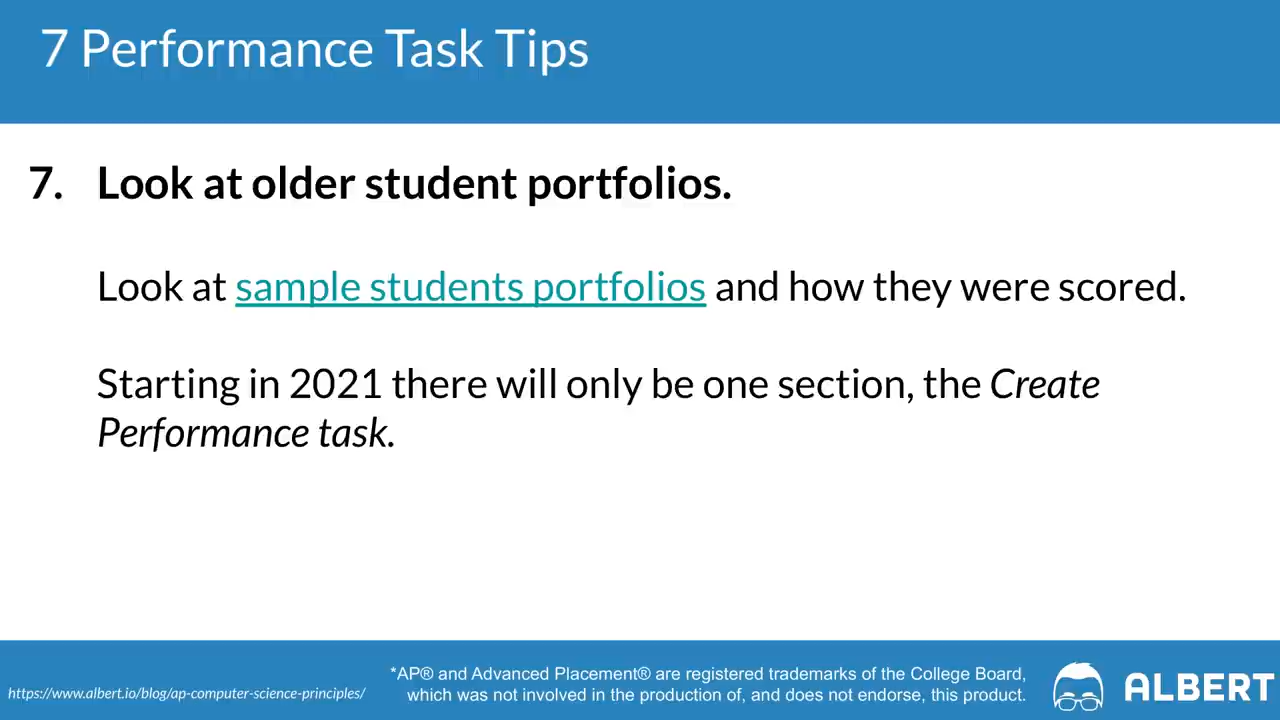 7 Performance Task Tips
7. Look at older student portfolios.
Look at sample students portfolios and how they were scored.
Starting in 2021 there will only be one section, the Create
Performance task.
*AP® and Advanced Placement® are registered trademarks of the College Board,
which was not involved in the production of, and does not endorse, this product.
https://www.albert.io/blog/ap-computer-science-principles/
ALBERT